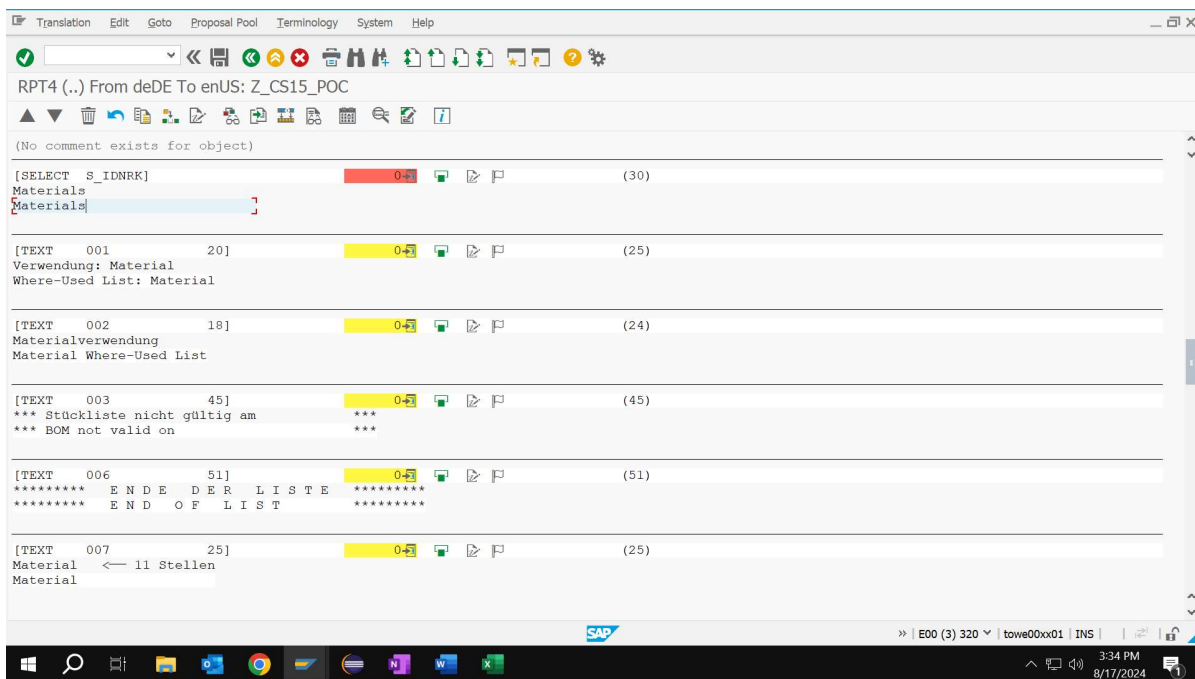 Translation Edit Goto Proposal Pool Terminology System Help
RPT4 (..) From deDE To enUS: Z_CS15_POC
(No comment exists for object)
[SELECT S_IDNRK] 0 (30)
Materials
Materials
[TEXT 001 20] 0 (25)
Verwendung: Material
Where-Used List: Material
[TEXT 002 18] 0 (24)
Materialverwendung
Material Where-Used List
[TEXT 003 45] 0 (45)
*** Stückliste nicht gültig am ***
*** BOM not valid on ***
[TEXT 006 51] 0 (51)
********* E N D E D E R L I S T E *********
********* E N D O F L I S T *********
[TEXT 007 25] 0 (25)
Material <-- 11 Stellen
Material
SAP
» | E00 (3) 320 | towe00xx01 | INS
3:34 PM
8/17/2024